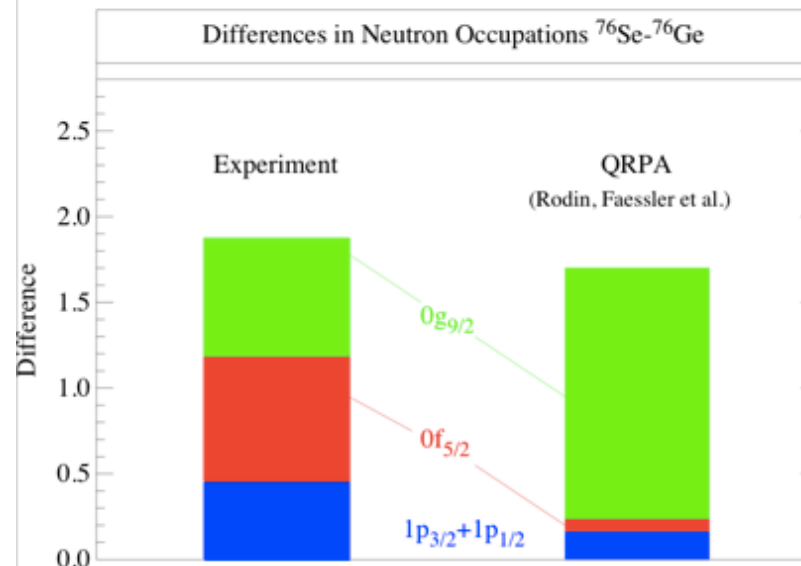 Differences in Neutron Occupations ⁷⁶Se-⁷⁶Ge
Experiment
QRPA
(Rodin, Faessler et al.)
Difference
2.5
2.0
1.5
1.0
0.5
0.0
0g₉/₂
0f₅/₂
1p₃/₂+1p₁/₂